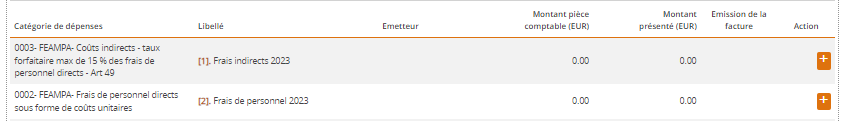 Catégorie de dépenses Libellé Emetteur Montant pièce comptable (EUR) Montant présenté (EUR) Emission de la facture Action
0003- FEAMPA- Coûts indirects - taux
forfaitaire max de 15 % des frais de
personnel directs - Art 49
[1]. Frais indirects 2023 0.00 0.00 +
0002- FEAMPA- Frais de personnel directs
sous forme de coûts unitaires
[2]. Frais de personnel 2023 0.00 0.00 +